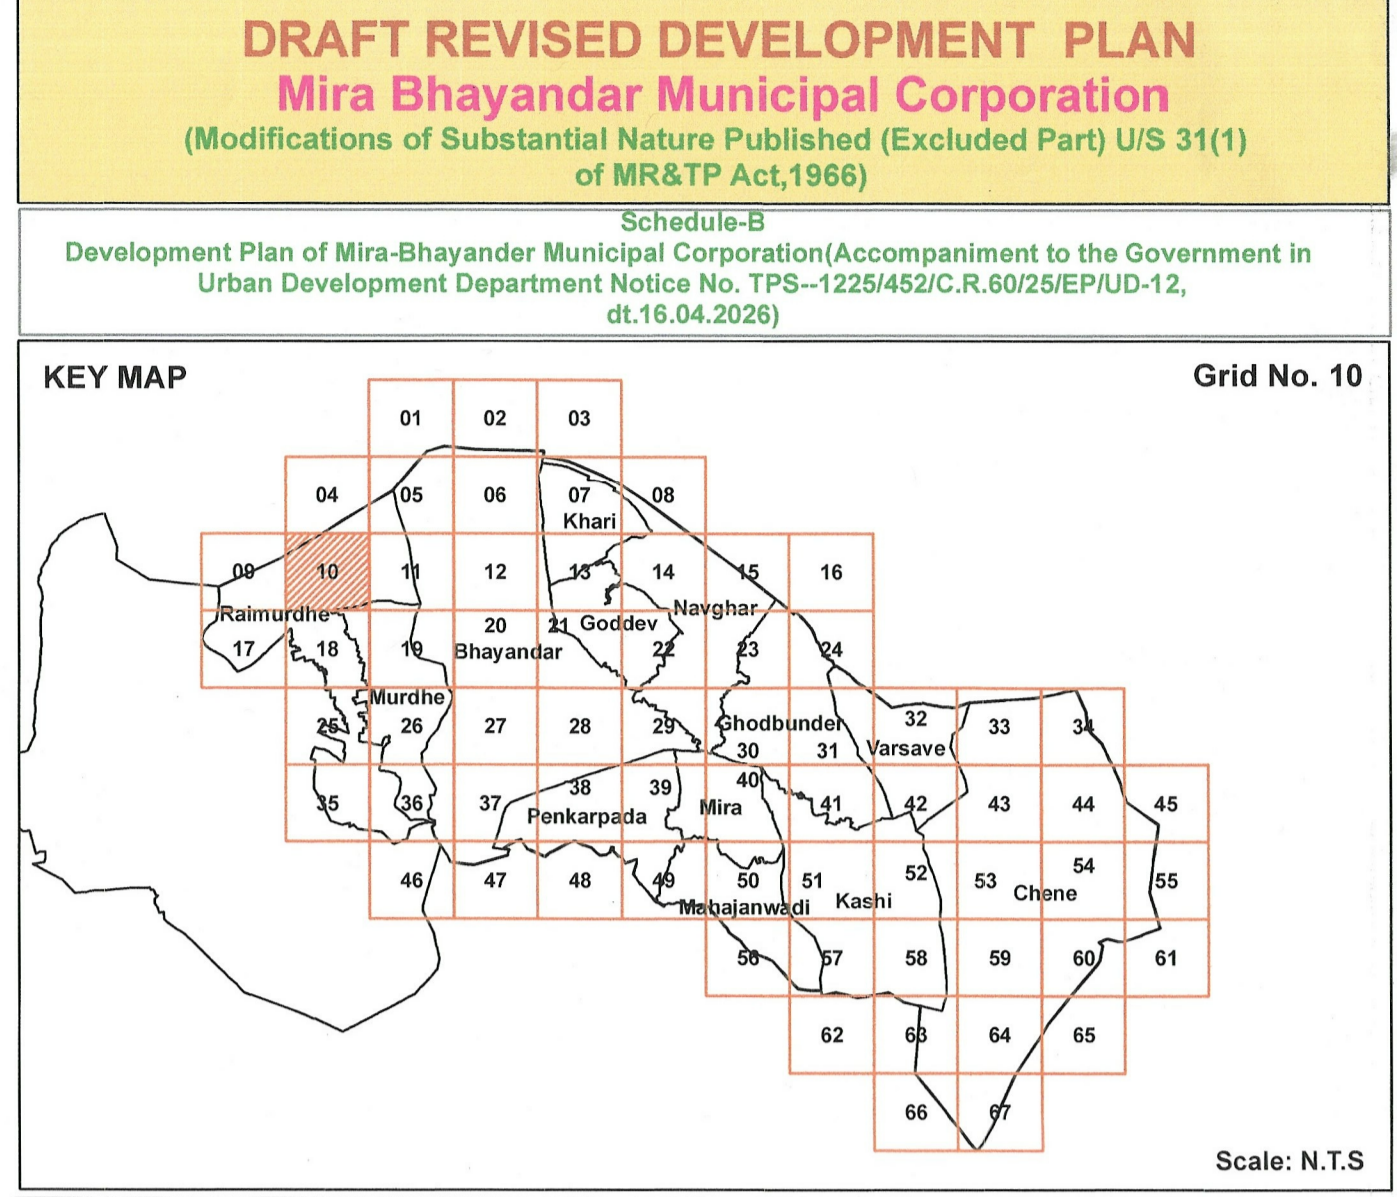 DRAFT REVISED DEVELOPMENT PLAN
Mira Bhayandar Municipal Corporation
(Modifications of Substantial Nature Published (Excluded Part) U/S 31(1)
of MR&TP Act,1966)
Schedule-B
Development Plan of Mira-Bhayander Municipal Corporation(Accompaniment to the Government in
Urban Development Department Notice No. TPS--1225/452/C.R.60/25/EP/UD-12,
dt.16.04.2026)
KEY MAP
Grid No. 10
01 02 03
04 05 06 07 08
Khari
09 10 11 12 13 14 15 16
Raimurdhe Goddev Navghar
17 18 19 20 21 22 23 24
Bhayandar
Murdhe
25 26 27 28 29 30 31 32 33 34
Ghodbunder Varsave
35 36 37 38 39 40 41 42 43 44 45
Penkarpada Mira
46 47 48 49 50 51 52 53 54 55
Mahajanwadi Kashi Chene
56 57 58 59 60 61
62 63 64 65
66 67
Scale: N.T.S